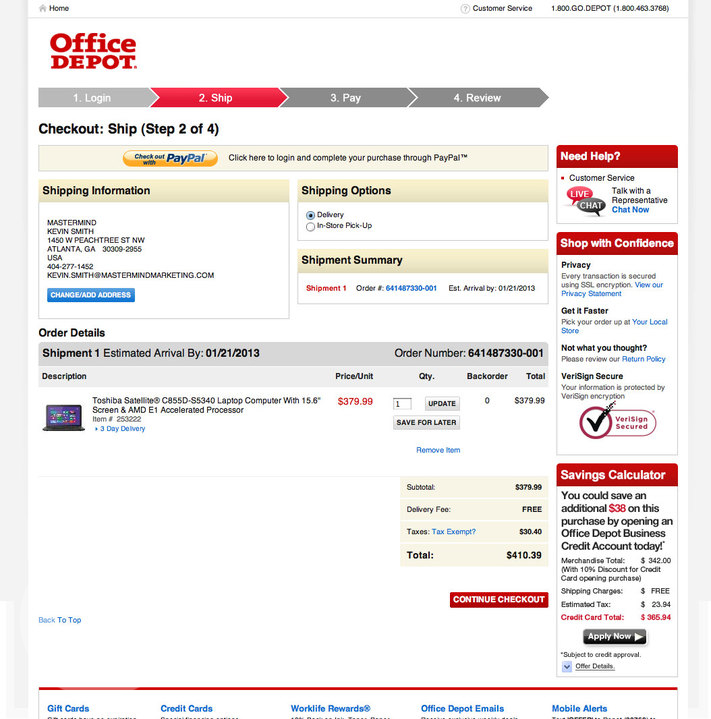 Home
? Customer Service 1.800.GO.DEPOT (1.800.463.3768)
Office
DEPOT.
1. Login 2. Ship 3. Pay 4. Review
Checkout: Ship (Step 2 of 4)
Check out with PayPal Click here to login and complete your purchase through PayPal™
Shipping Information
MASTERMIND
KEVIN SMITH
1450 W PEACHTREE ST NW
ATLANTA, GA 30309-2955
USA
404-277-1452
KEVIN.SMITH@MASTERMINDMARKETING.COM
CHANGE/ADD ADDRESS
Shipping Options
Delivery
In-Store Pick-Up
Shipment Summary
Shipment 1 Order #: 641487330-001 Est. Arrival by: 01/21/2013
Order Details
Shipment 1 Estimated Arrival By: 01/21/2013 Order Number: 641487330-001
Description Price/Unit Qty. Backorder Total
Toshiba Satellite® C855D-S5340 Laptop Computer With 15.6"
Screen & AMD E1 Accelerated Processor
Item # 253222
3 Day Delivery
$379.99 1 UPDATE 0 $379.99
SAVE FOR LATER
Remove Item
Subtotal: $379.99
Delivery Fee: FREE
Taxes: Tax Exempt? $30.40
Total: $410.39
CONTINUE CHECKOUT
Back To Top
Need Help?
Customer Service
LIVE CHAT
Talk with a
Representative
Chat Now
Shop with Confidence
Privacy
Every transaction is secured
using SSL encryption. View our
Privacy Statement
Get it Faster
Pick your order up at Your Local
Store
Not what you thought?
Please review our Return Policy
VeriSign Secure
Your information is protected by
VeriSign encryption
VeriSign
Secured
Savings Calculator
You could save an
additional $38 on this
purchase by opening an
Office Depot Business
Credit Account today!*
Merchandise Total: $ 342.00
(With 10% Discount for Credit
Card opening purchase)
Shipping Charges: $ FREE
Estimated Tax: $ 23.94
Credit Card Total: $ 365.94
Apply Now
*Subject to credit approval.
Offer Details.
Gift Cards Credit Cards Worklife Rewards® Office Depot Emails Mobile Alerts